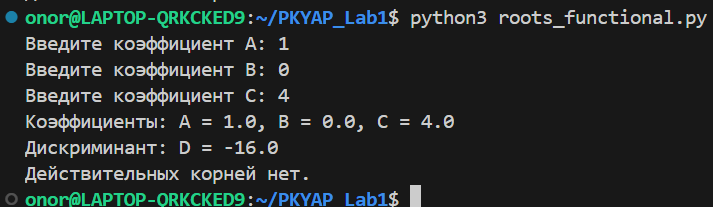 onor@LAPTOP-QRKCKED9:~/PKYAP_Lab1$ python3 roots_functional.py
Введите коэффициент A: 1
Введите коэффициент B: 0
Введите коэффициент C: 4
Коэффициенты: A = 1.0, B = 0.0, C = 4.0
Дискриминант: D = -16.0
Действительных корней нет.
onor@LAPTOP-QRKCKED9:~/PKYAP_Lab1$